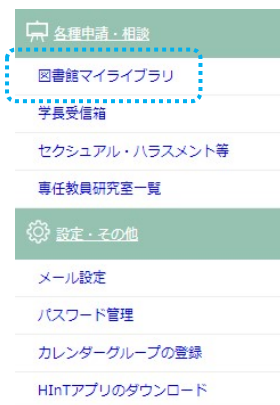 各種申請・相談
図書館マイライブラリ
学長受信箱
セクシュアル・ハラスメント等
専任教員研究室一覧
設定・その他
メール設定
パスワード管理
カレンダーグループの登録
HInTアプリのダウンロード